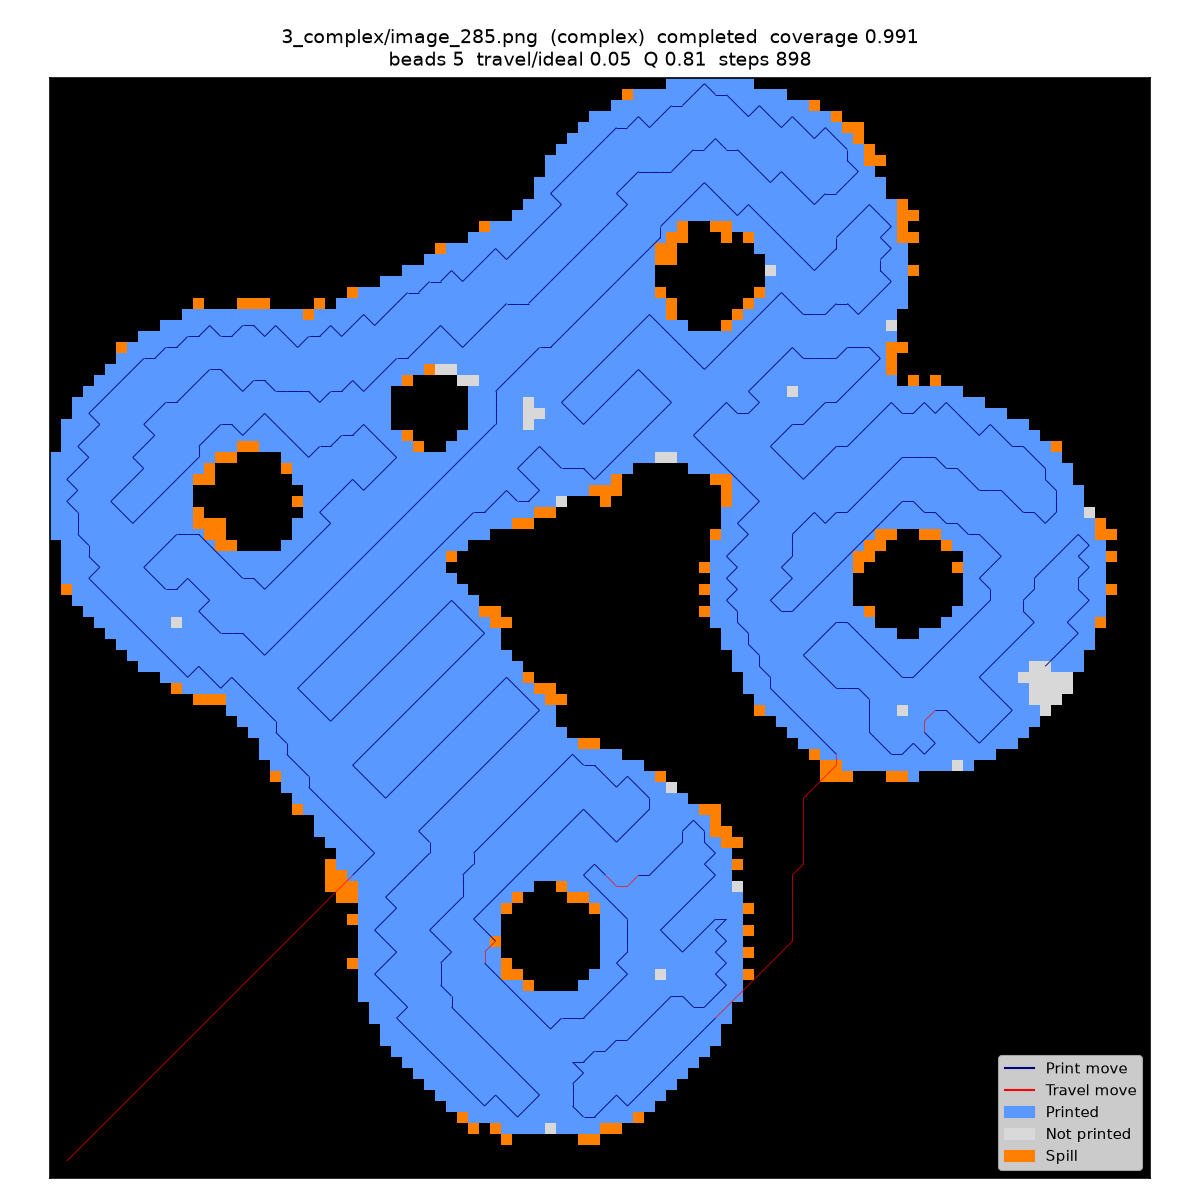 3_complex/image_285.png  (complex)  completed  coverage 0.991
beads 5  travel/ideal 0.05  Q 0.81  steps 898
Print move
Travel move
Printed
Not printed
Spill